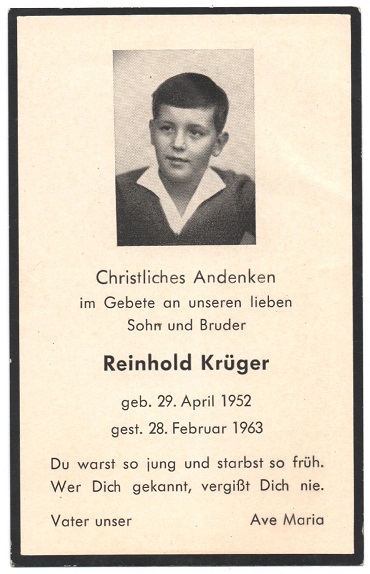 Christliches Andenken
im Gebete an unseren lieben
Sohn und Bruder
Reinhold Krüger
geb. 29. April 1952
gest. 28. Februar 1963
Du warst so jung und starbst so früh.
Wer Dich gekannt, vergißt Dich nie.
Vater unser Ave Maria